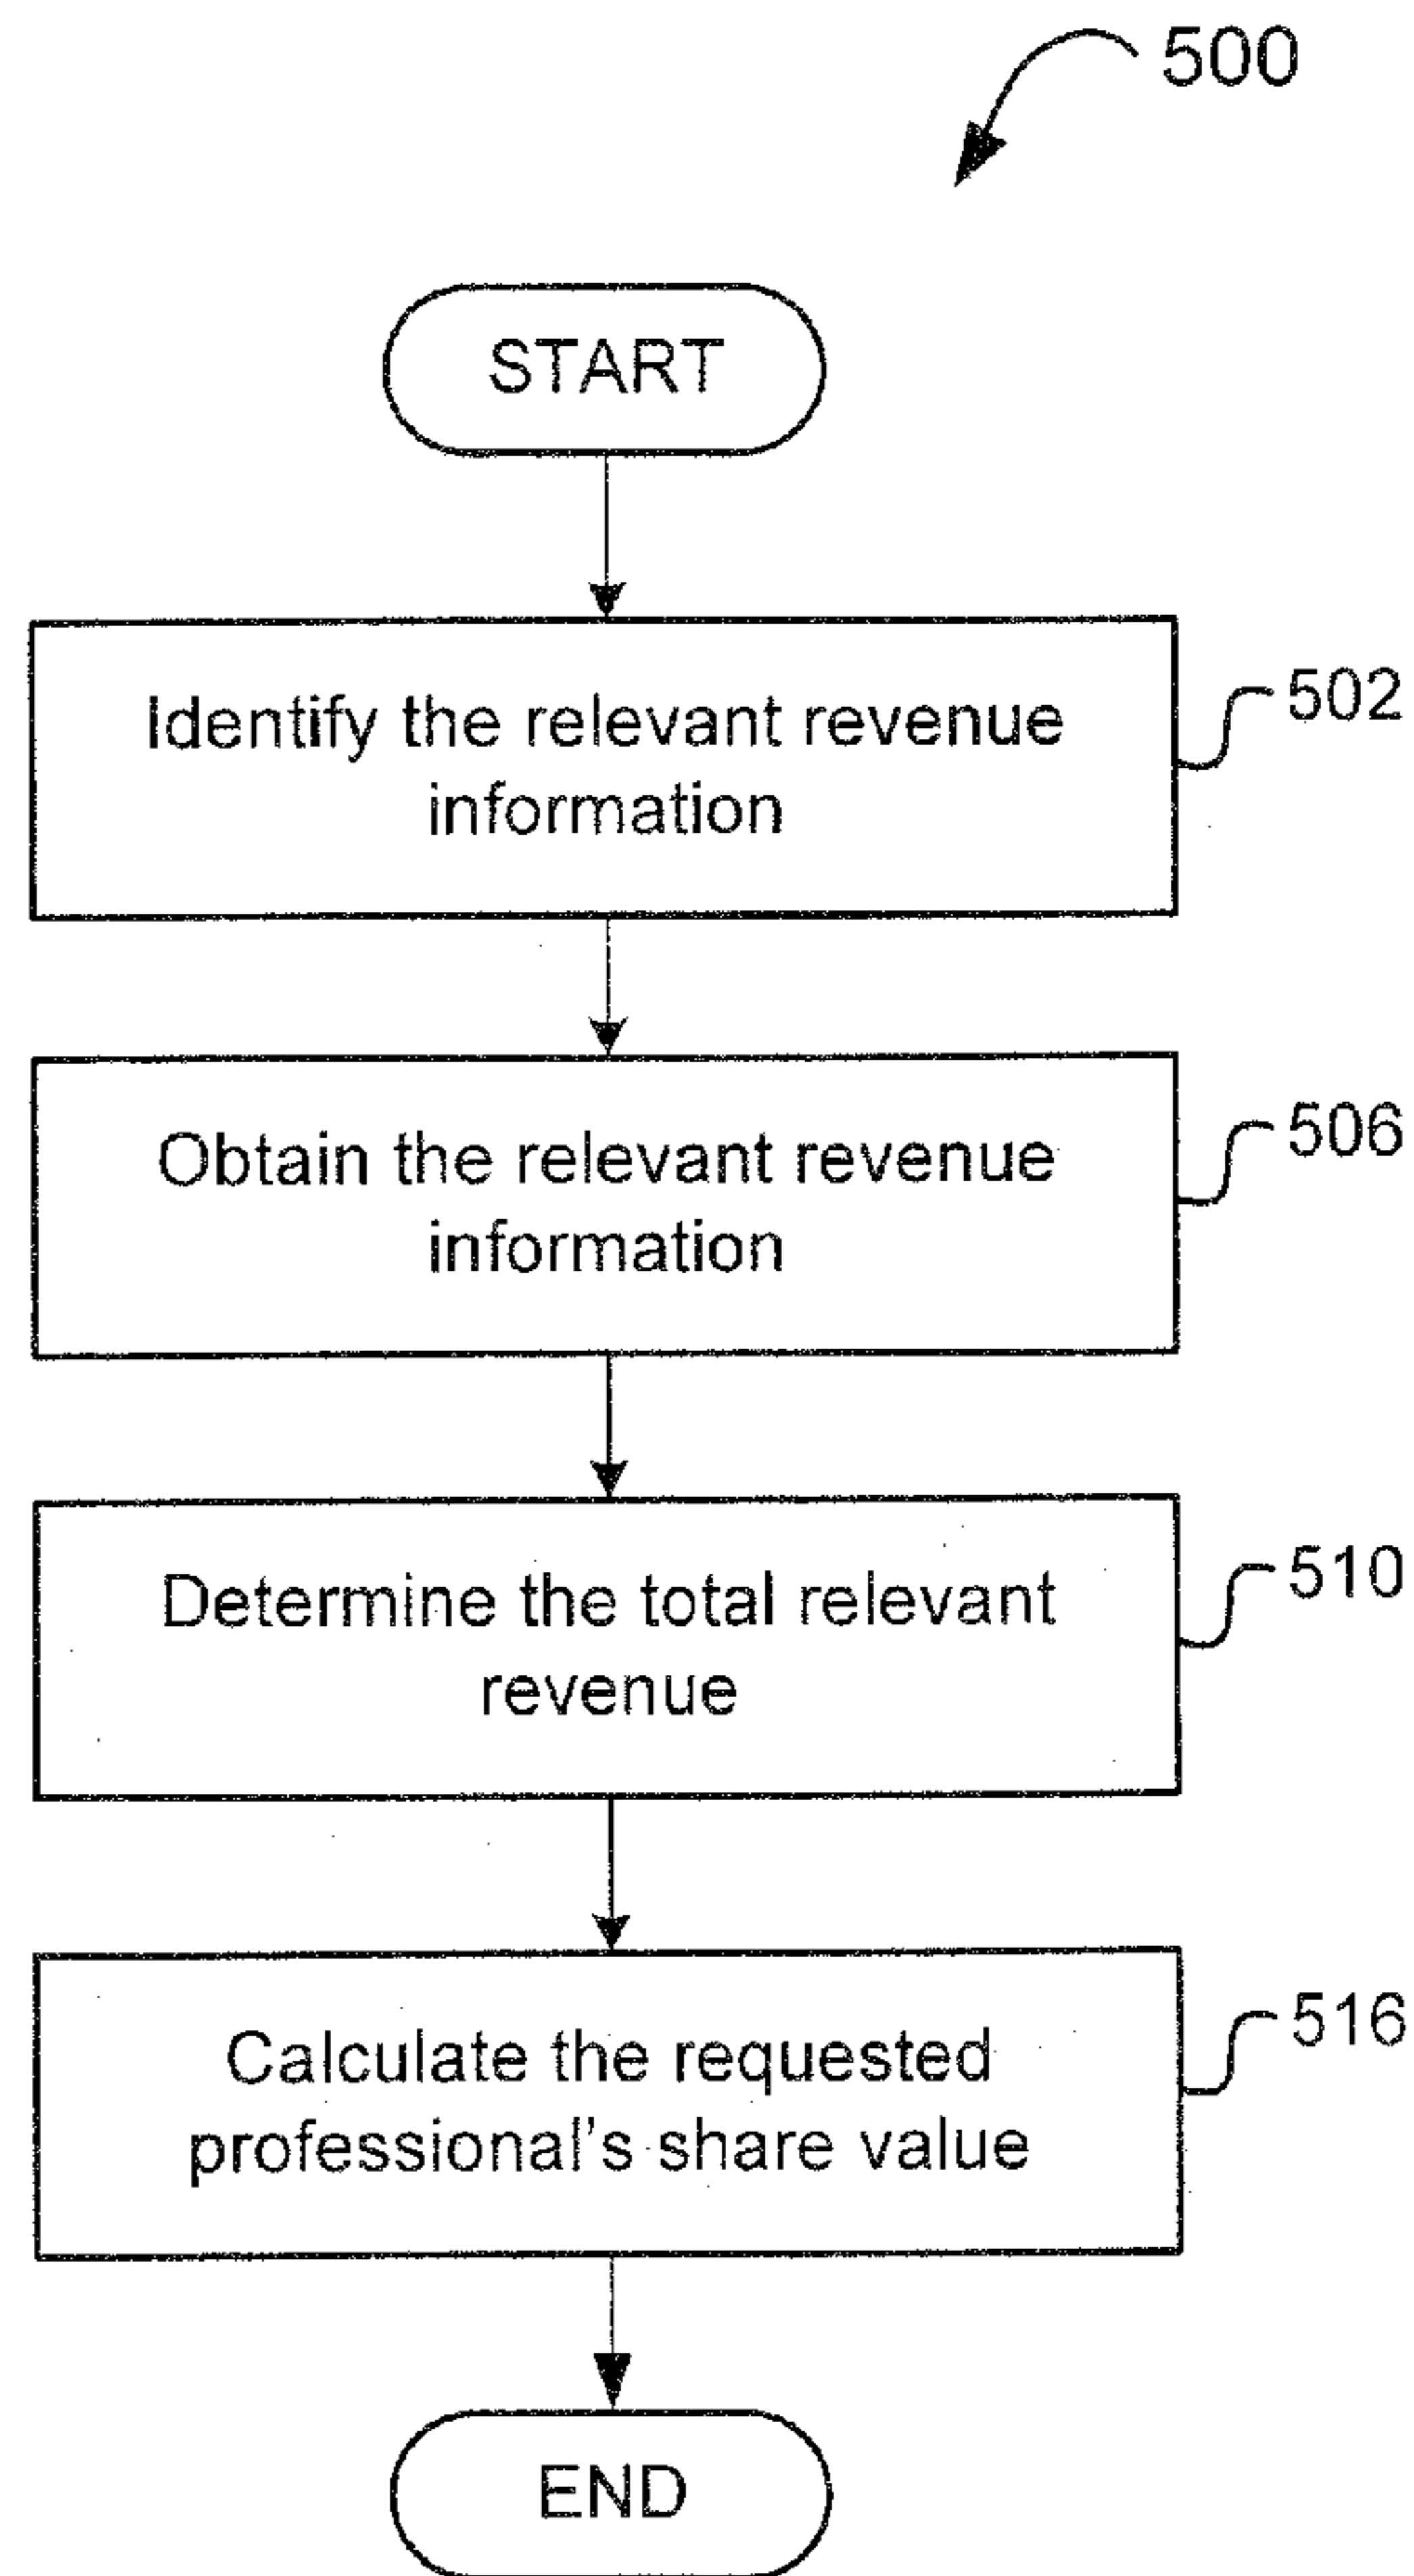 500
START
Identify the relevant revenue
information
502
Obtain the relevant revenue
information
506
Determine the total relevant
revenue
510
Calculate the requested
professional's share value
516
END